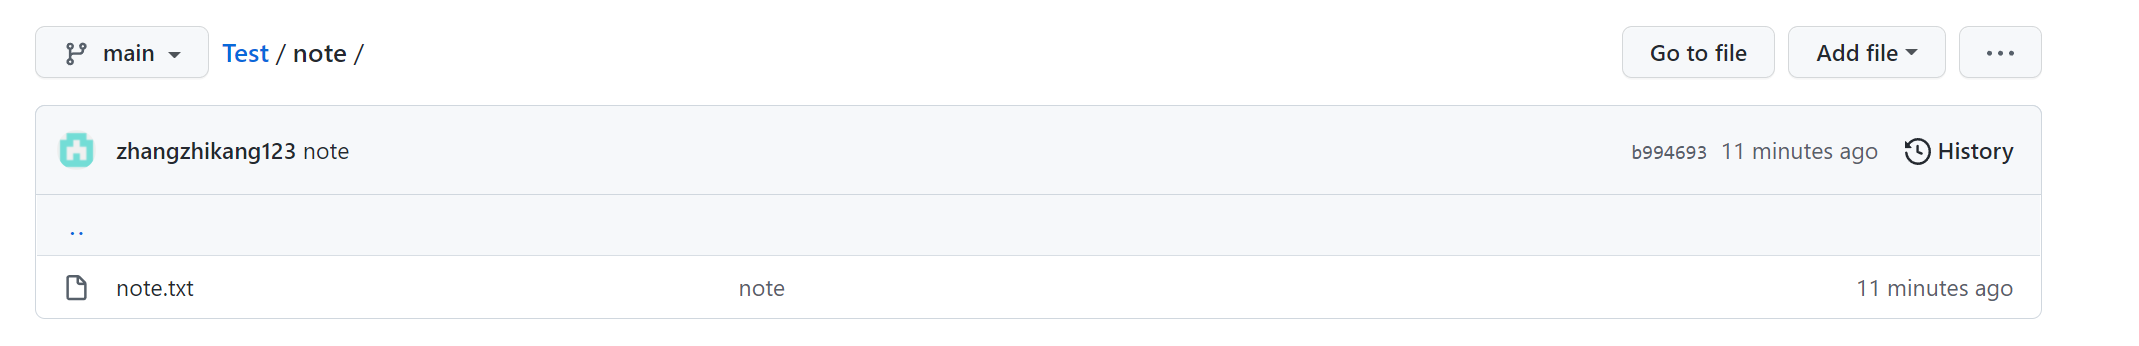 main Test / note / Go to file Add file ...
zhangzhikang123 note b994693 11 minutes ago History
..
note.txt note 11 minutes ago